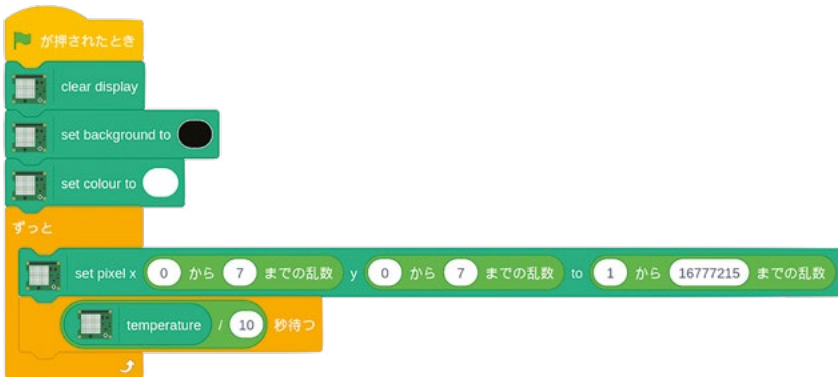 が押されたとき
clear display
set background to
set colour to
ずっと
set pixel x 0 から 7 までの乱数 y 0 から 7 までの乱数 to 1 から 16777215 までの乱数
temperature / 10 秒待つ